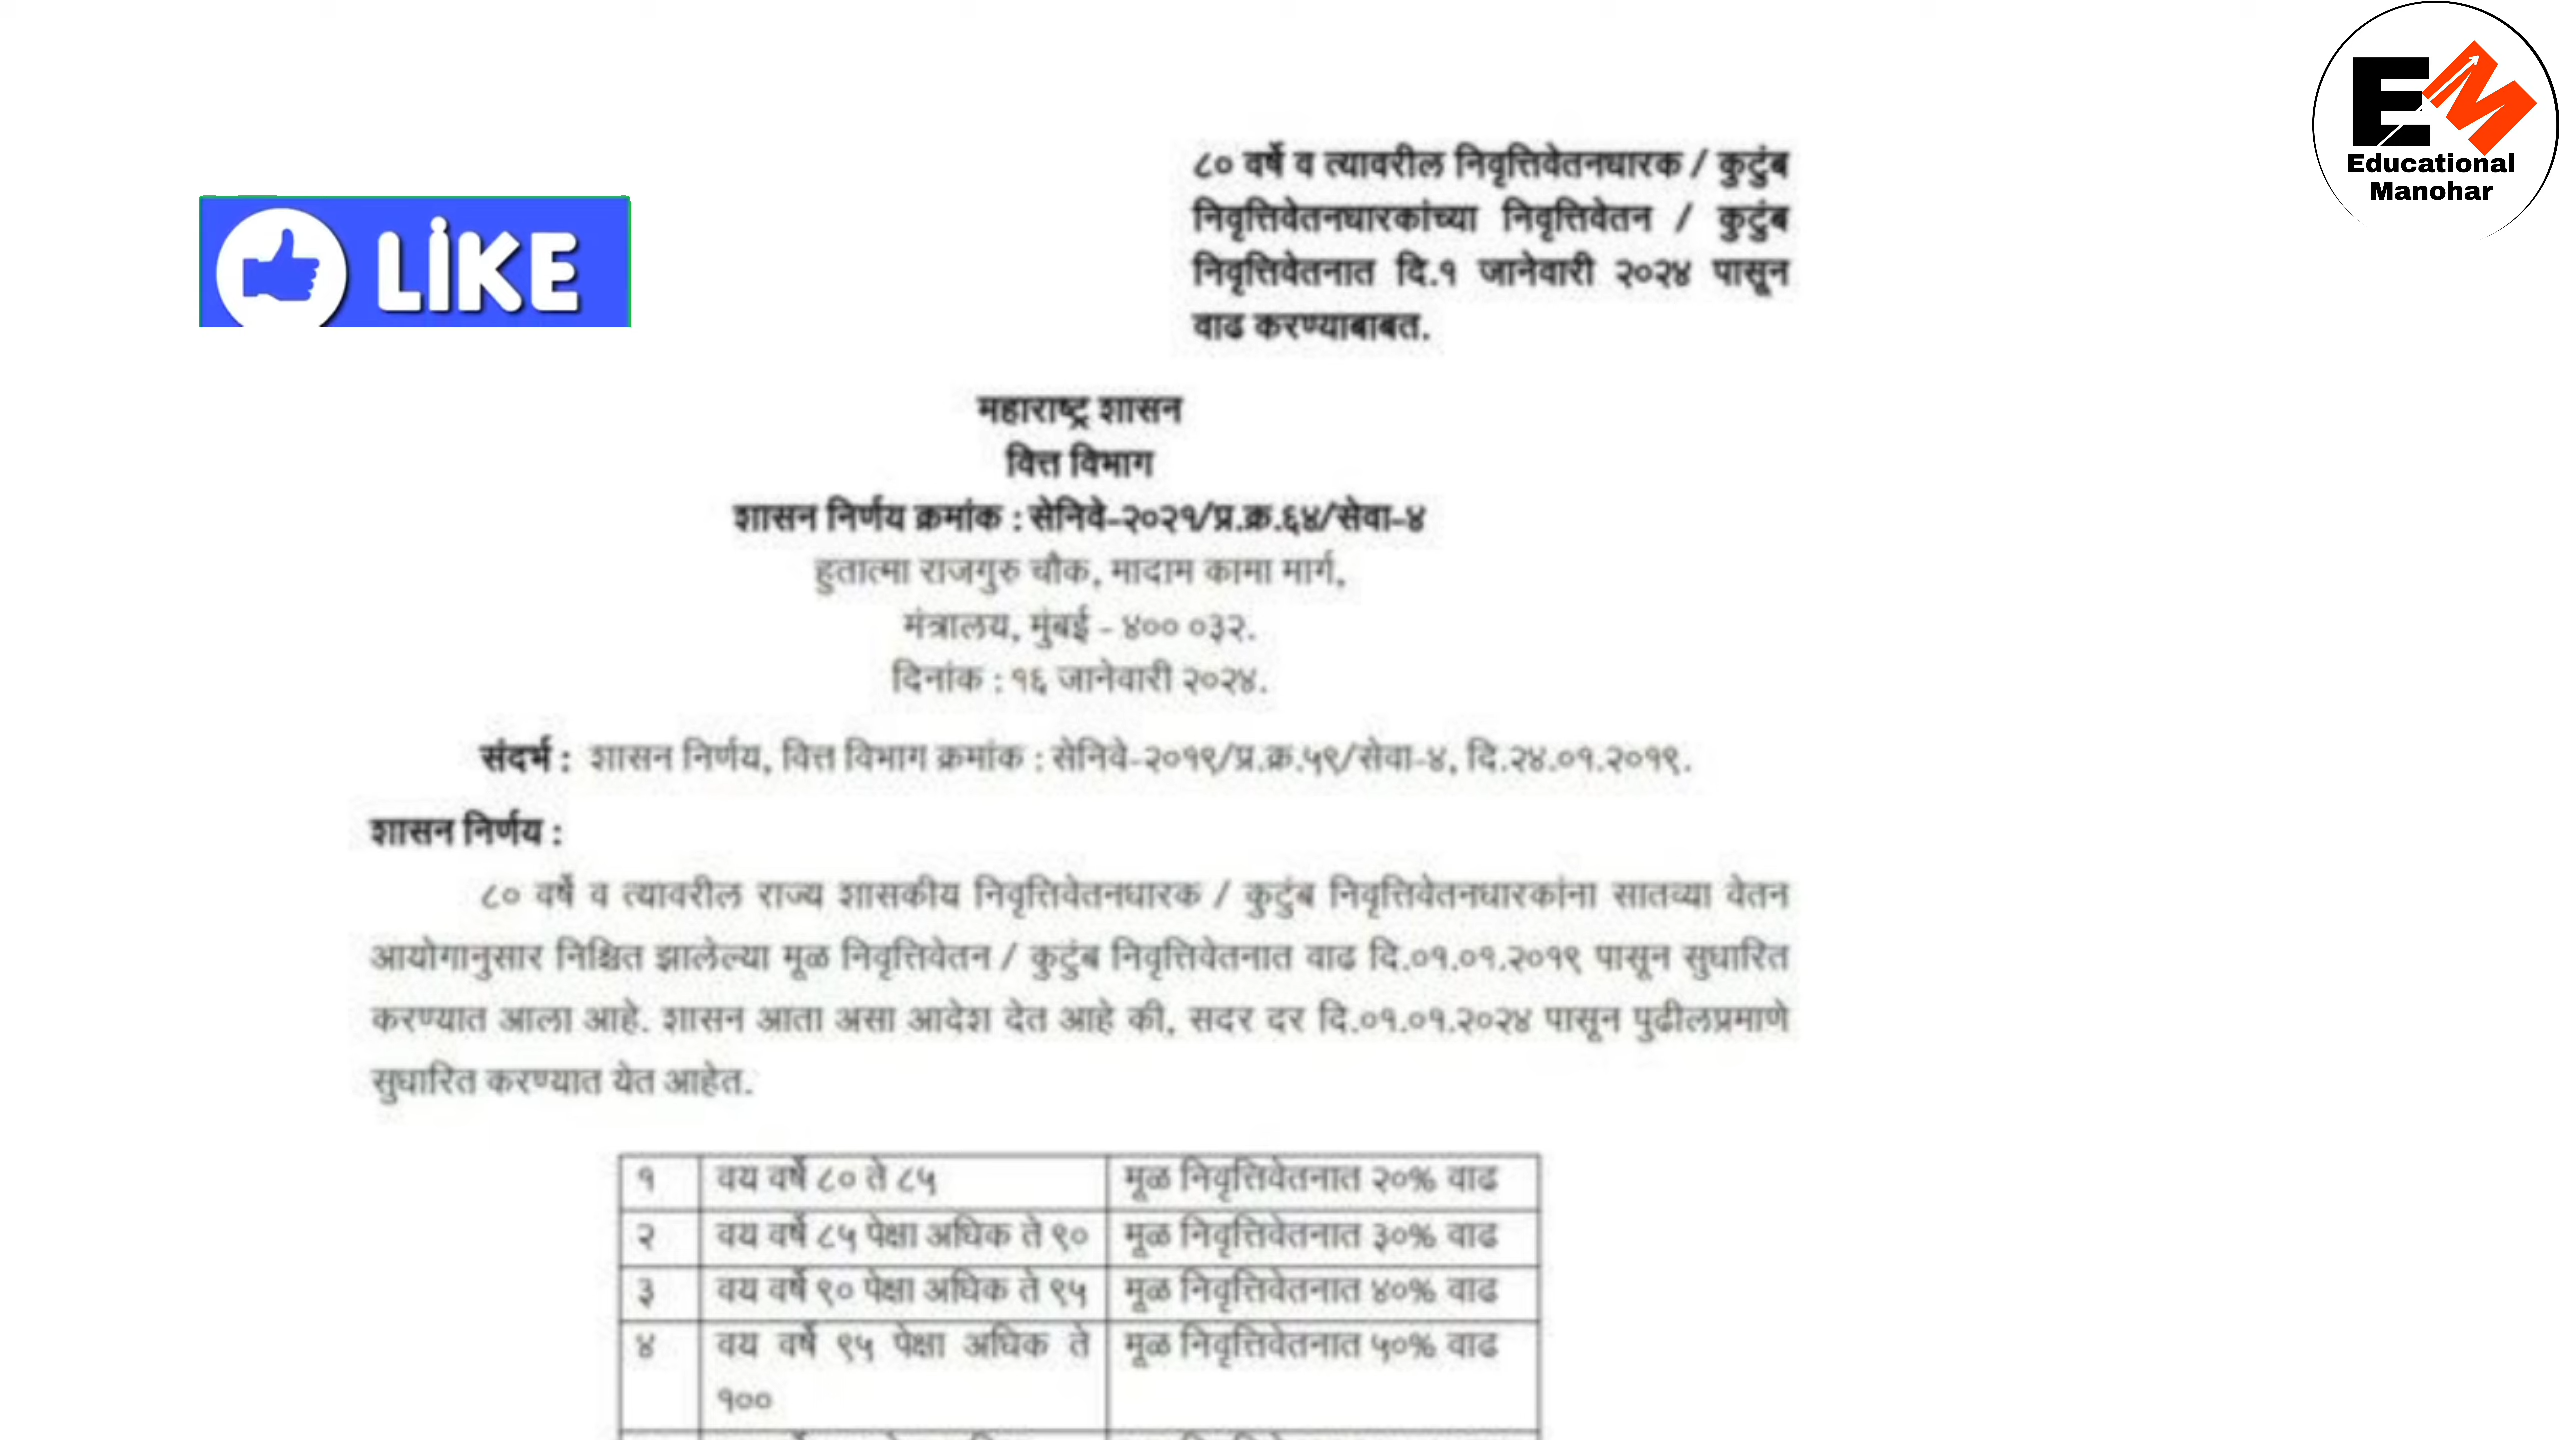 EM
Educational
Manohar
LIKE
८० वर्षे व त्यावरील निवृत्तिवेतनधारक / कुटुंब
निवृत्तिवेतनधारकांच्या निवृत्तिवेतन / कुटुंब
निवृत्तिवेतनात दि.१ जानेवारी २०२४ पासून
वाढ करण्याबाबत.
महाराष्ट्र शासन
वित्त विभाग
शासन निर्णय क्रमांक : सेनिवे-२०२१/प्र.क्र.६४/सेवा-४
हुतात्मा राजगुरु चौक, मादाम कामा मार्ग,
मंत्रालय, मुंबई - ४०० ०३२.
दिनांक : १६ जानेवारी २०२४.
संदर्भ : शासन निर्णय, वित्त विभाग क्रमांक : सेनिवे-२०१९/प्र.क्र.५९/सेवा-४, दि.२४.०१.२०१९.
शासन निर्णय :
८० वर्षे व त्यावरील राज्य शासकीय निवृत्तिवेतनधारक / कुटुंब निवृत्तिवेतनधारकांना सातव्या वेतन
आयोगानुसार निश्चित झालेल्या मूळ निवृत्तिवेतन / कुटुंब निवृत्तिवेतनात वाढ दि.०१.०१.२०१९ पासून सुधारित
करण्यात आला आहे. शासन आता असा आदेश देत आहे की, सदर दर दि.०१.०१.२०२४ पासून पुढीलप्रमाणे
सुधारित करण्यात येत आहेत.
१ वय वर्षे ८० ते ८५ मूळ निवृत्तिवेतनात २०% वाढ
२ वय वर्षे ८५ पेक्षा अधिक ते ९० मूळ निवृत्तिवेतनात ३०% वाढ
३ वय वर्षे ९० पेक्षा अधिक ते ९५ मूळ निवृत्तिवेतनात ४०% वाढ
४ वय वर्षे ९५ पेक्षा अधिक ते मूळ निवृत्तिवेतनात ५०% वाढ
१००